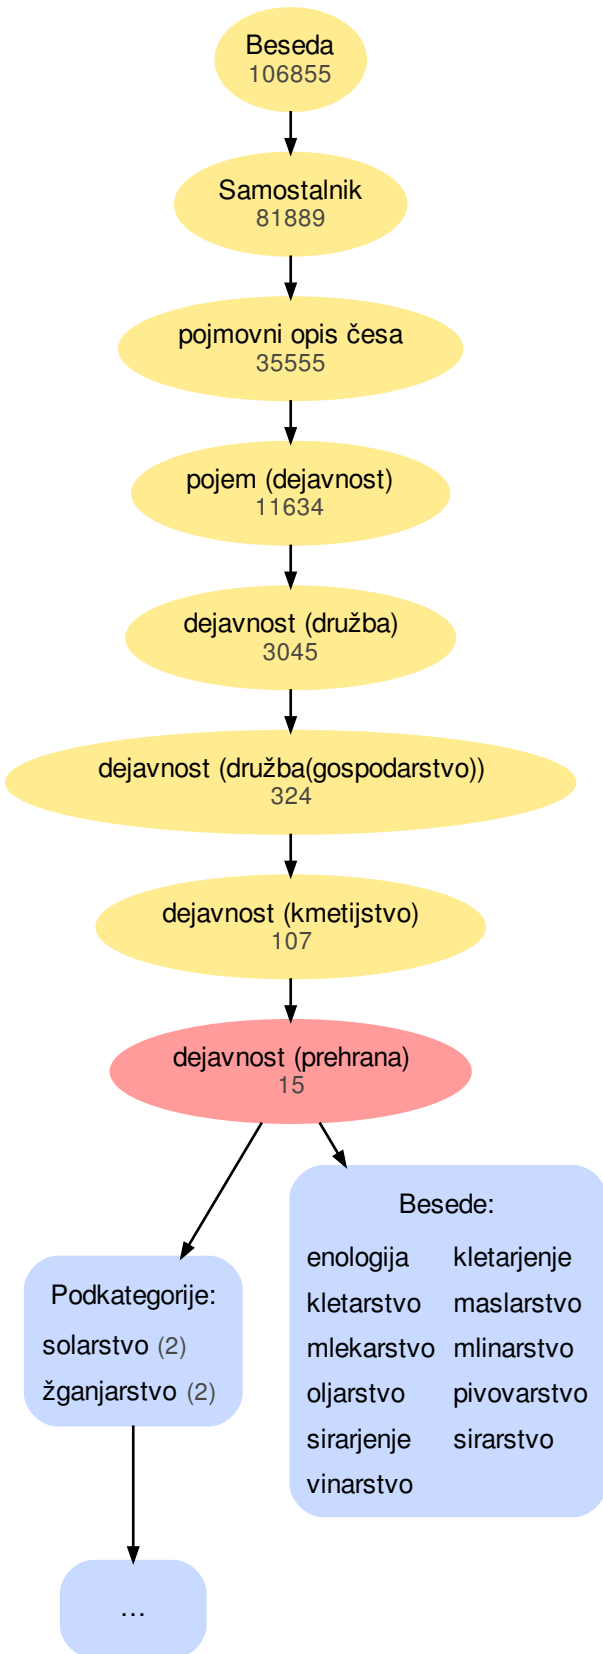 Beseda
106855
Samostalnik
81889
pojmovni opis česa
35555
pojem (dejavnost)
11634
dejavnost (družba)
3045
dejavnost (družba(gospodarstvo))
324
dejavnost (kmetijstvo)
107
dejavnost (prehrana)
15
Podkategorije:
solarstvo (2)
žganjarstvo (2)
...
Besede:
enologija kletarjenje
kletarstvo maslarstvo
mlekarstvo mlinarstvo
oljarstvo pivovarstvo
sirarjenje sirarstvo
vinarstvo